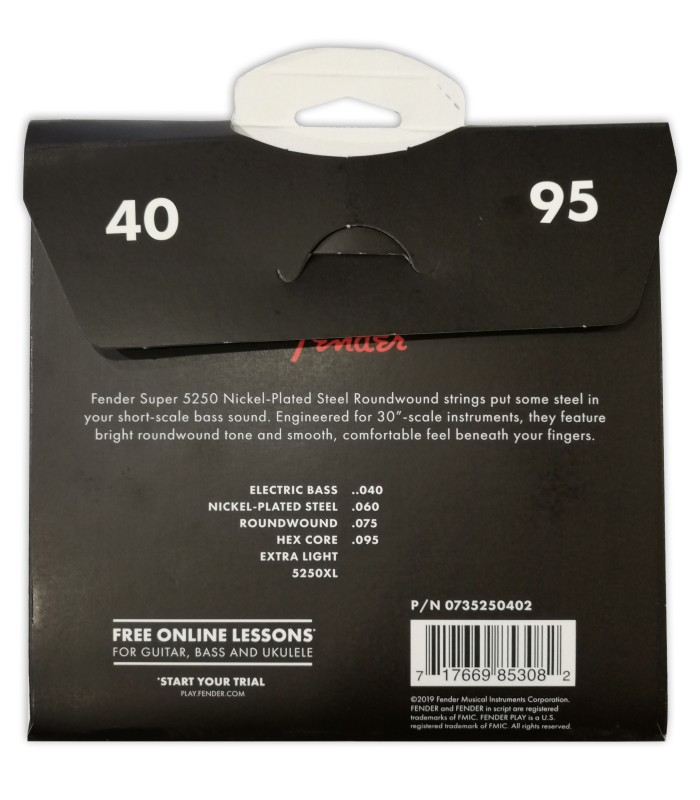 40
95
Fender
Fender Super 5250 Nickel-Plated Steel Roundwound strings put some steel in
your short-scale bass sound. Engineered for 30”-scale instruments, they feature
bright roundwound tone and smooth, comfortable feel beneath your fingers.
ELECTRIC BASS ..040
NICKEL-PLATED STEEL .060
ROUNDWOUND .075
HEX CORE .095
EXTRA LIGHT
5250XL
P/N 0735250402
FREE ONLINE LESSONS*
FOR GUITAR, BASS AND UKULELE
*START YOUR TRIAL
PLAY.FENDER.COM
7 17669 85308 2
©2019 Fender Musical Instruments Corporation.
FENDER and FENDER in script are registered
trademarks of FMIC. FENDER PLAY is a U.S.
registered trademark of FMIC. All rights reserved.